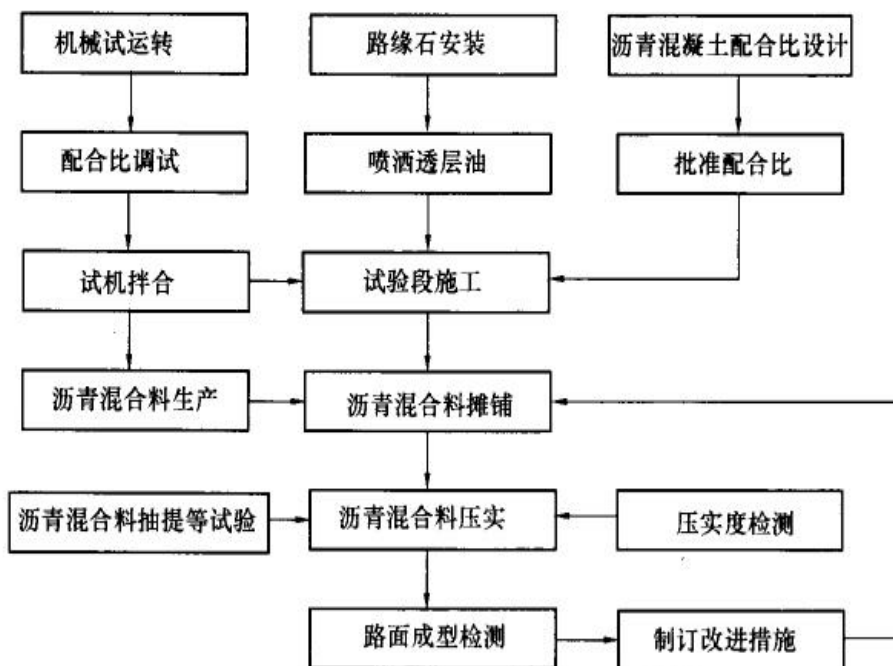 机械试运转
路缘石安装
沥青混凝土配合比设计
配合比调试
喷洒透层油
批准配合比
试机拌合
试验段施工
沥青混合料生产
沥青混合料摊铺
沥青混合料抽提等试验
沥青混合料压实
压实度检测
路面成型检测
制订改进措施